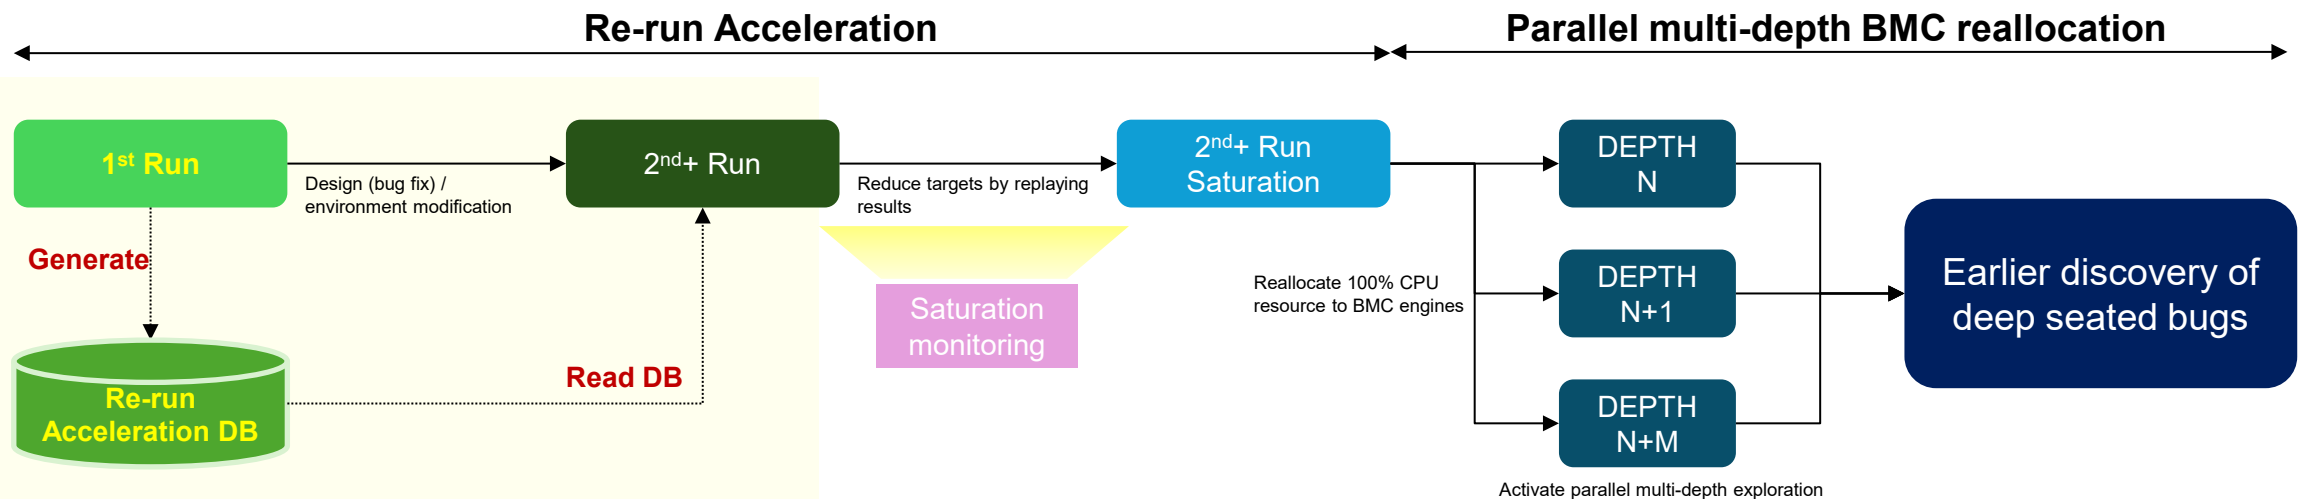 Re-run Acceleration
Parallel multi-depth BMC reallocation
1st Run
Design (bug fix) /
environment modification
2nd+ Run
Reduce targets by replaying
results
2nd+ Run
Saturation
Generate
Re-run
Acceleration DB
Read DB
Saturation
monitoring
Reallocate 100% CPU
resource to BMC engines
DEPTH
N
DEPTH
N+1
DEPTH
N+M
Activate parallel multi-depth exploration
Earlier discovery of
deep seated bugs